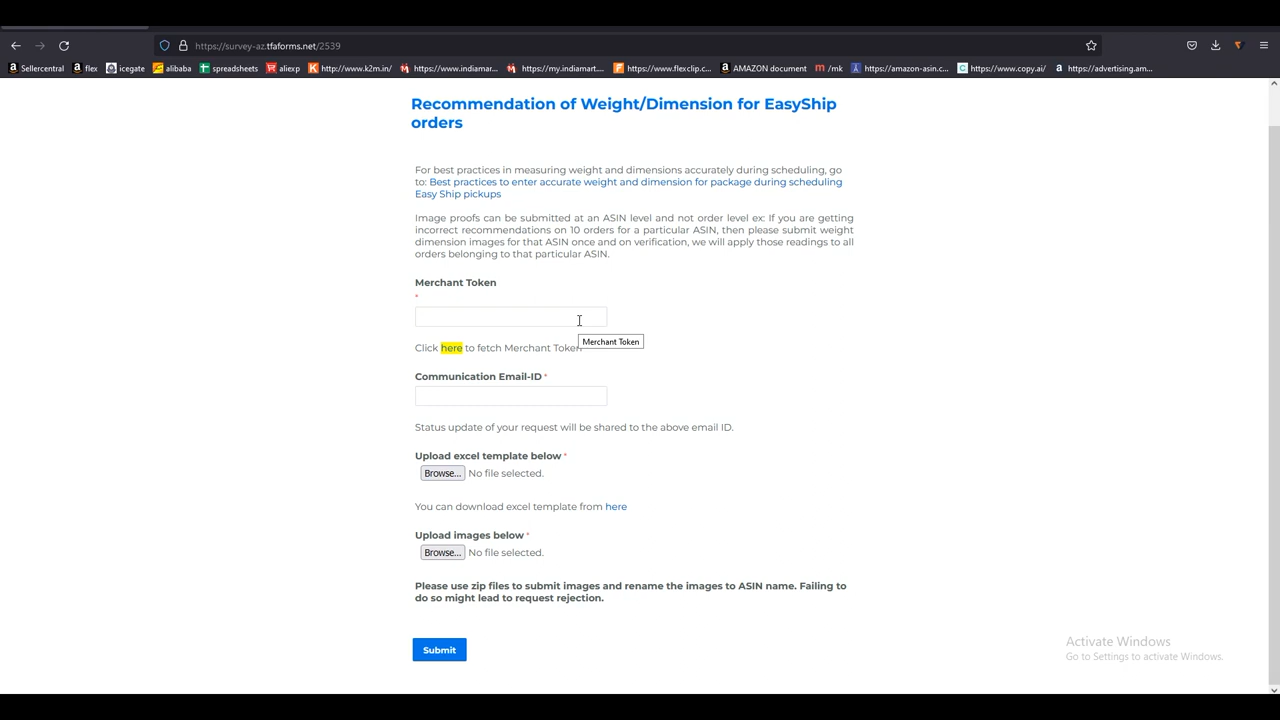 https://survey-az.tfaforms.net/2539
Sellercentral flex icegate alibaba spreadsheets aliexp http://www.k2m.in/ https://www.indiamar... https://my.indiamart.... https://www.flexclip.c... AMAZON document /mk https://amazon-asin.c... https://www.copy.ai/ https://advertising.am...
Recommendation of Weight/Dimension for EasyShip
orders
For best practices in measuring weight and dimensions accurately during scheduling, go
to: Best practices to enter accurate weight and dimension for package during scheduling
Easy Ship pickups
Image proofs can be submitted at an ASIN level and not order level ex: If you are getting
incorrect recommendations on 10 orders for a particular ASIN, then please submit weight
dimension images for that ASIN once and on verification, we will apply those readings to all
orders belonging to that particular ASIN.
Merchant Token
*
Merchant Token
Click here to fetch Merchant Token
Communication Email-ID *
Status update of your request will be shared to the above email ID.
Upload excel template below *
Browse... No file selected.
You can download excel template from here
Upload images below *
Browse... No file selected.
Please use zip files to submit images and rename the images to ASIN name. Failing to
do so might lead to request rejection.
Submit
Activate Windows
Go to Settings to activate Windows.